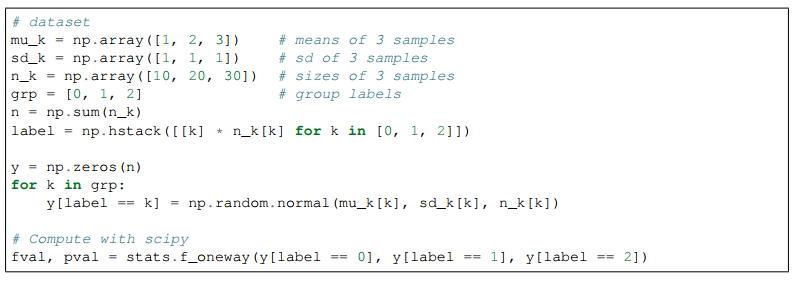 # dataset
mu_k = np.array([1, 2, 3])    # means of 3 samples
sd_k = np.array([1, 1, 1])    # sd of 3 samples
n_k = np.array([10, 20, 30])  # sizes of 3 samples
grp = [0, 1, 2]               # group labels
n = np.sum(n_k)
label = np.hstack([[k] * n_k[k] for k in [0, 1, 2]])

y = np.zeros(n)
for k in grp:
    y[label == k] = np.random.normal(mu_k[k], sd_k[k], n_k[k])

# Compute with scipy
fval, pval = stats.f_oneway(y[label == 0], y[label == 1], y[label == 2])